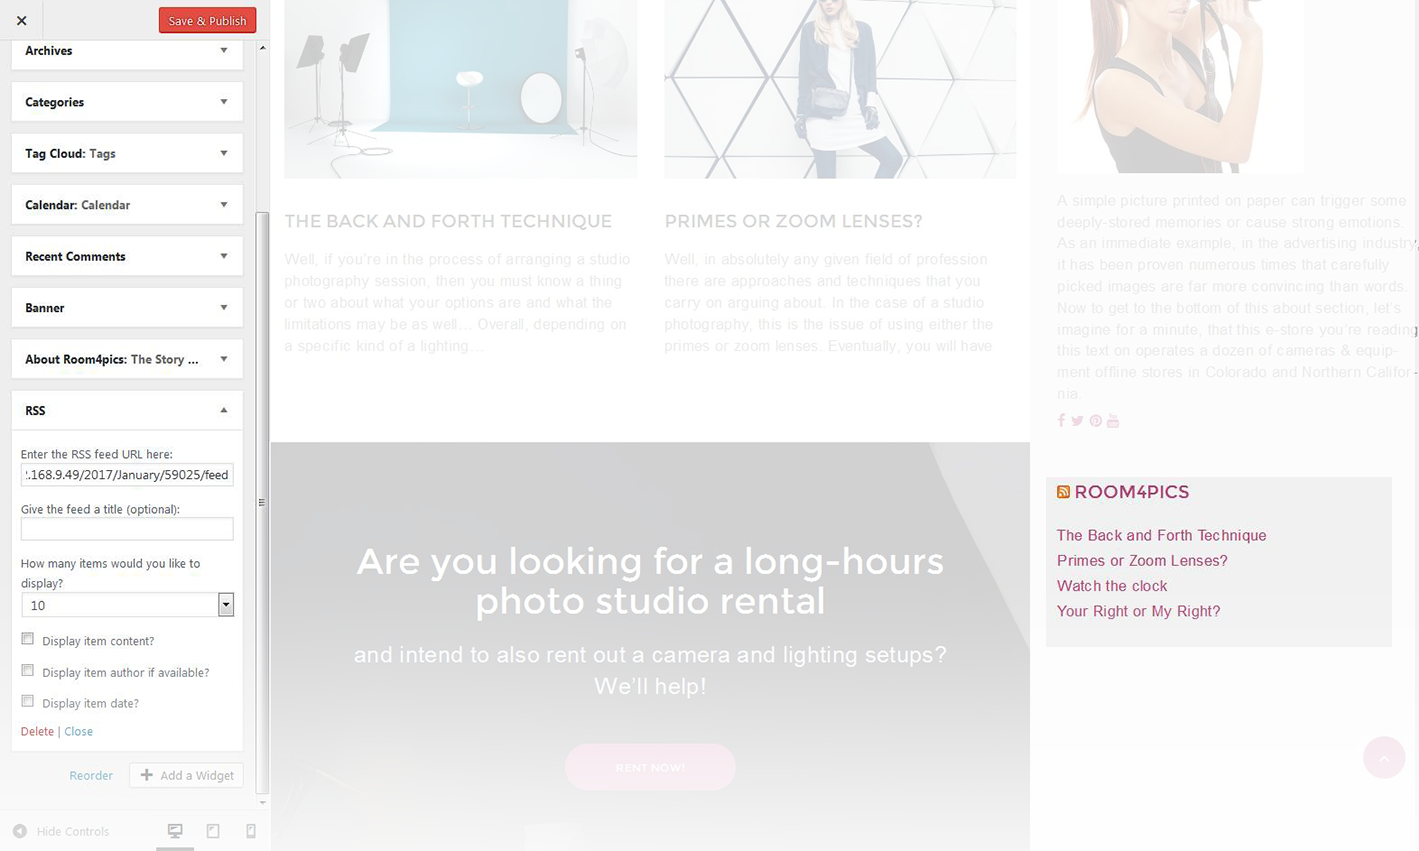 Save & Publish
Archives
Categories
Tag Cloud: Tags
Calendar: Calendar
Recent Comments
Banner
About Room4pics: The Story ...
RSS
Enter the RSS feed URL here:
.168.9.49/2017/January/59025/feed
Give the feed a title (optional):
How many items would you like to
display?
10
Display item content?
Display item author if available?
Display item date?
Delete | Close
Reorder
Add a Widget
Hide Controls
THE BACK AND FORTH TECHNIQUE
Well, if you're in the process of arranging a studio
photography session, then you must know a thing
or two about what your options are and what the
limitations may be as well... Overall, depending on
a specific kind of a lighting...
PRIMES OR ZOOM LENSES?
Well, in absolutely any given field of profession
there are approaches and techniques that you
carry on arguing about. In the case of a studio
photography, this is the issue of using either the
primes or zoom lenses. Eventually, you will have
Are you looking for a long-hours
photo studio rental
and intend to also rent out a camera and lighting setups?
We'll help!
RENT NOW!
A simple picture printed on paper can trigger some
deeply-stored memories or cause strong emotions.
As an immediate example, in the advertising industry,
it has been proven numerous times that carefully
picked images are far more convincing than words.
Now to get to the bottom of this about section, let's
imagine for a minute, that this e-store you're reading
this text on operates a dozen of cameras & equip-
ment offline stores in Colorado and Northern Califor-
nia.
ROOM4PICS
The Back and Forth Technique
Primes or Zoom Lenses?
Watch the clock
Your Right or My Right?